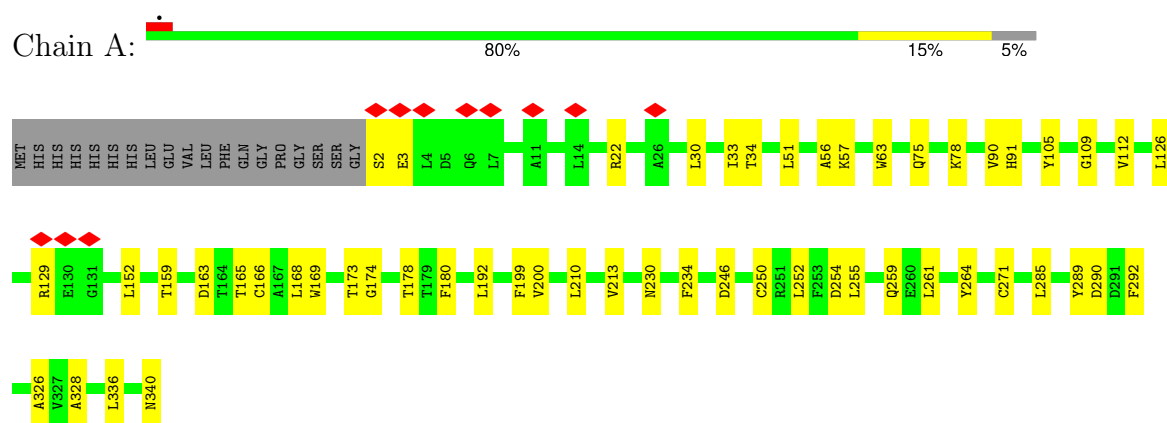 Chain A:
80% 15% 5%
MET HIS HIS HIS HIS HIS HIS LEU GLU VAL LEU PHE GLN GLY PRO GLY SER SER GLY S2 E3 L4 D5 Q6 L7 A11 L14 R22 A26 L30 I33 T34 L51 A56 K57 W63 Q75 K78 V90 H91 Y105 G109 V112 L126
R129 E130 G131 L152 T159 D163 T164 T165 C166 A167 L168 W169 T173 G174 T178 T179 F180 L192 F199 V200 L210 V213 N230 F234 D246 C250 R251 L252 F253 D254 L255 Q259 E260 L261 Y264 C271 L285 Y289 D290 D291 F292
A326 V327 A328 L336 N340